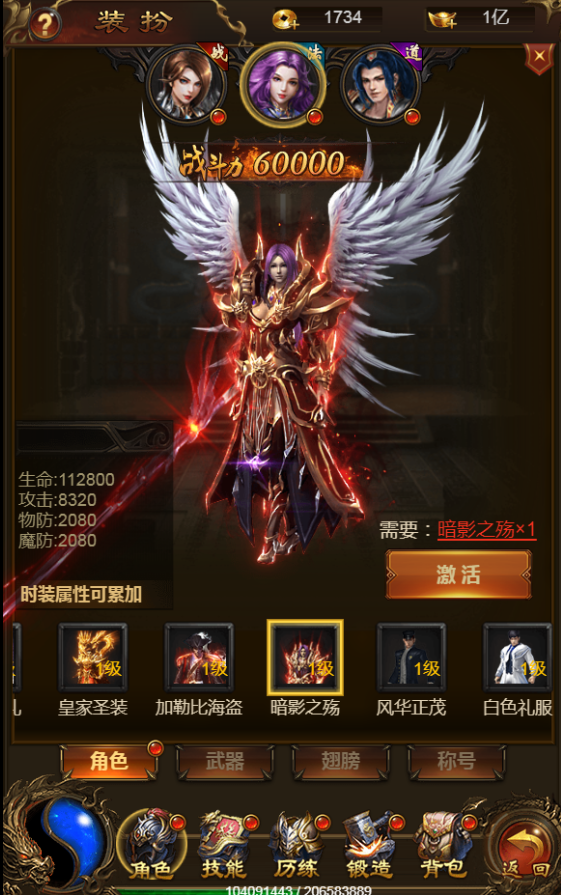 ? 装扮 1734 1亿
战 法 道
战斗力 60000
生命:112800
攻击:8320
物防:2080
魔防:2080
需要：暗影之殇×1
激活
时装属性可累加
1级 1级 1级 1级 1级
礼 皇家圣装 加勒比海盗 暗影之殇 风华正茂 白色礼服
角色 武器 翅膀 称号
角色 技能 历练 锻造 背包 返回
104091443 / 206583889